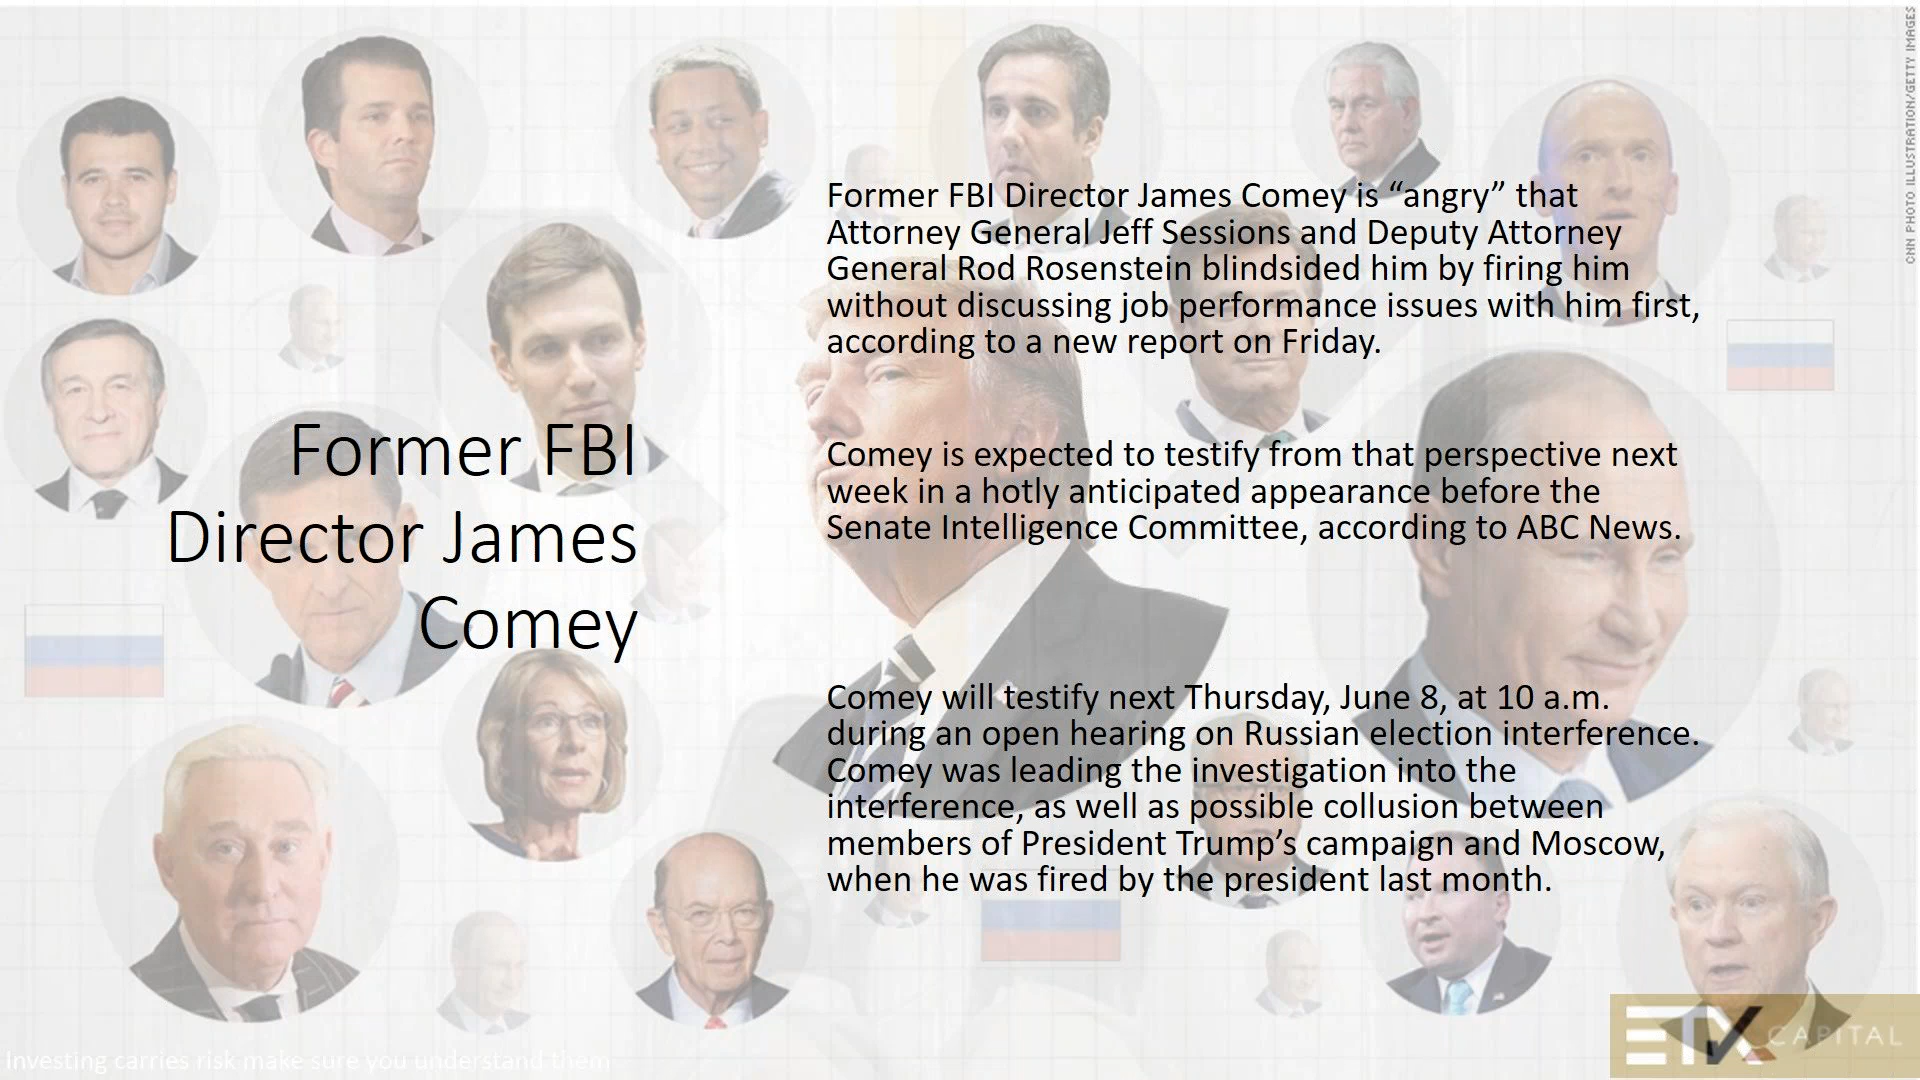 CNN PHOTO ILLUSTRATION/GETTY IMAGES
Former FBI
Director James
Comey
Former FBI Director James Comey is “angry” that
Attorney General Jeff Sessions and Deputy Attorney
General Rod Rosenstein blindsided him by firing him
without discussing job performance issues with him first,
according to a new report on Friday.
Comey is expected to testify from that perspective next
week in a hotly anticipated appearance before the
Senate Intelligence Committee, according to ABC News.
Comey will testify next Thursday, June 8, at 10 a.m.
during an open hearing on Russian election interference.
Comey was leading the investigation into the
interference, as well as possible collusion between
members of President Trump’s campaign and Moscow,
when he was fired by the president last month.
Investing carries risk make sure you understand them
ETX CAPITAL